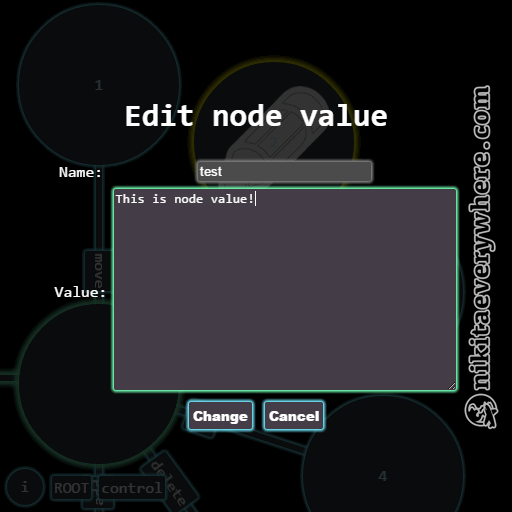 1
Edit node value
Name: test
This is node value!
move
Value:
Change Cancel
4
delete
i ROOT control
nikitaeverywhere.com